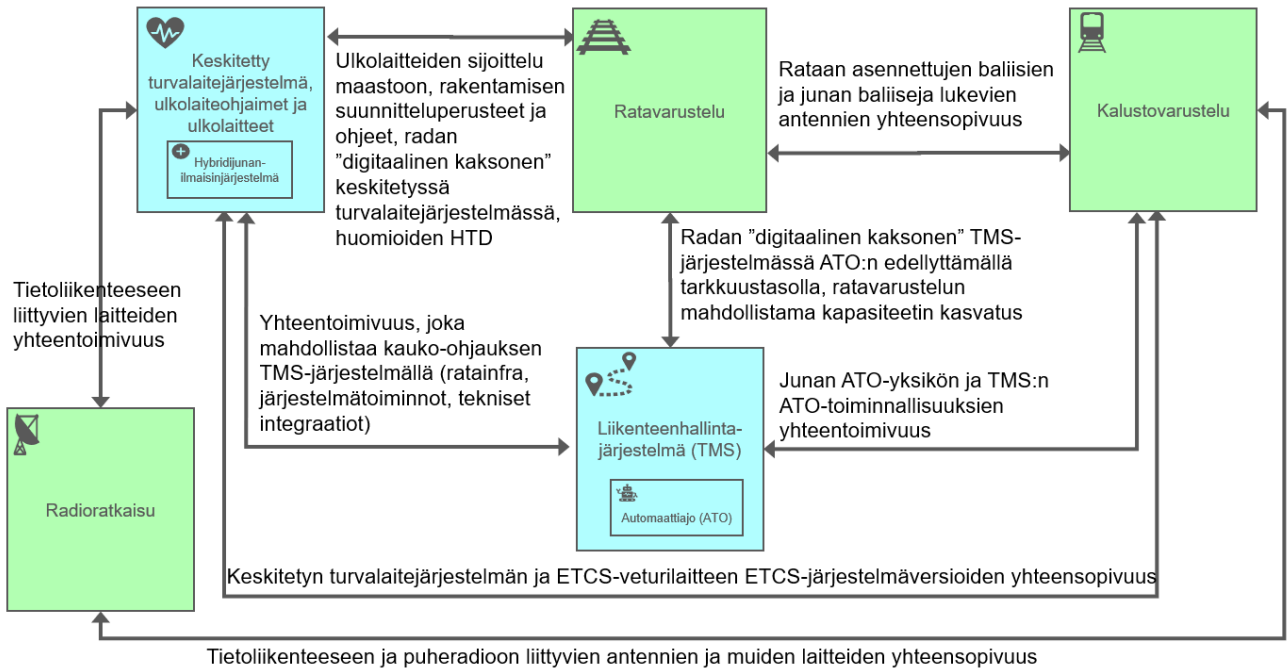 Keskitetty
turvalaitejärjestelmä,
ulkolaiteohjaimet ja
ulkolaitteet
Hybridijunan-
ilmaisinjärjestelmä
Ulkolaitteiden sijoittelu
maastoon, rakentamisen
suunnitteluperusteet ja
ohjeet, radan
”digitaalinen kaksonen”
keskitetyssä
turvalaitejärjestelmässä,
huomioiden HTD
Ratavarustelu
Rataan asennettujen baliisien
ja junan baliiseja lukevien
antennien yhteensopivuus
Kalustovarustelu
Tietoliikenteeseen
liittyvien laitteiden
yhteentoimivuus
Yhteentoimivuus, joka
mahdollistaa kauko-ohjauksen
TMS-järjestelmällä (ratainfra,
järjestelmätoiminnot, tekniset
integraatiot)
Radan ”digitaalinen kaksonen” TMS-
järjestelmässä ATO:n edellyttämällä
tarkkuustasolla, ratavarustelun
mahdollistama kapasiteetin kasvatus
Liikenteenhallinta-
järjestelmä (TMS)
Automaattiajo (ATO)
Junan ATO-yksikön ja TMS:n
ATO-toiminnallisuuksien
yhteentoimivuus
Radioratkaisu
Keskitetyn turvalaitejärjestelmän ja ETCS-veturilaitteen ETCS-järjestelmäversioiden yhteensopivuus
Tietoliikenteeseen ja puheradioon liittyvien antennien ja muiden laitteiden yhteensopivuus